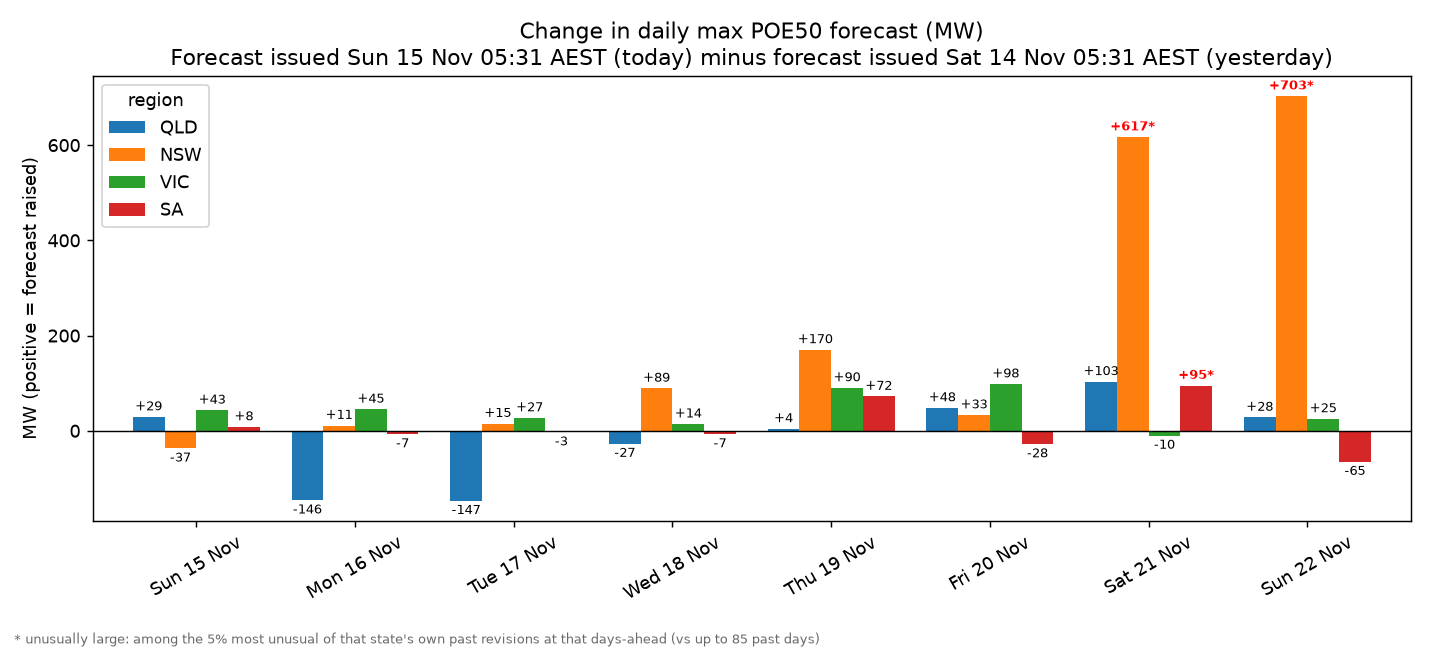 Change in daily max POE50 forecast (MW)
Forecast issued Sun 15 Nov 05:31 AEST (today) minus forecast issued Sat 14 Nov 05:31 AEST (yesterday)
MW (positive = forecast raised)
600
400
200
0
region
QLD
NSW
VIC
SA
+29
-37
+43
+8
-146
+11
+45
-7
-147
+15
+27
-3
-27
+89
+14
-7
+4
+170
+90
+72
+48
+33
+98
-28
+103
+617*
-10
+95*
+28
+703*
+25
-65
Sun 15 Nov
Mon 16 Nov
Tue 17 Nov
Wed 18 Nov
Thu 19 Nov
Fri 20 Nov
Sat 21 Nov
Sun 22 Nov
* unusually large: among the 5% most unusual of that state's own past revisions at that days-ahead (vs up to 85 past days)